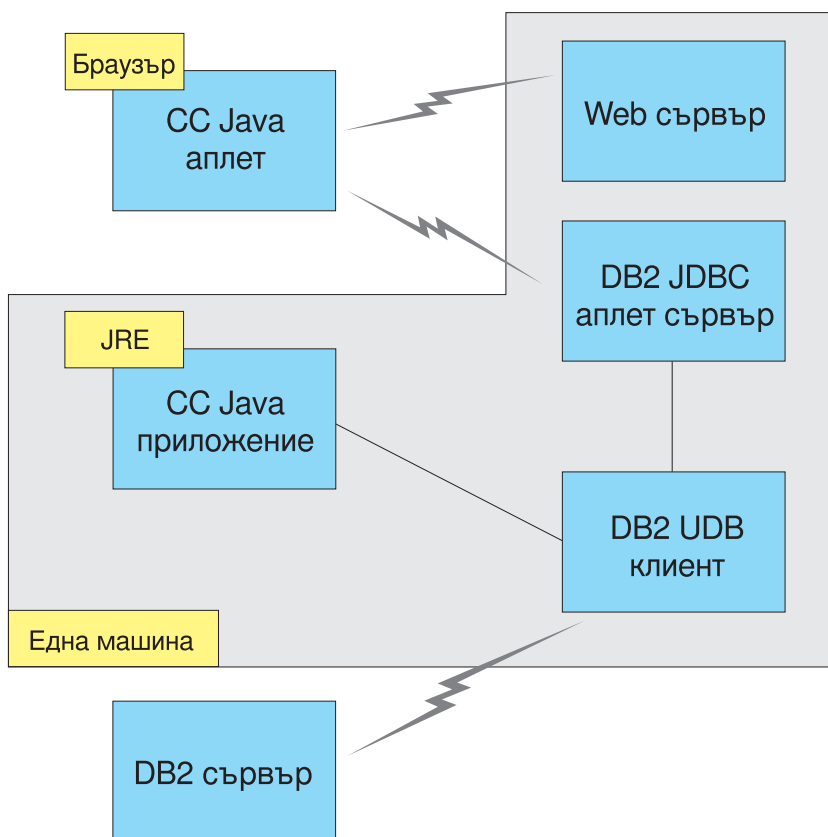 Браузър
CC Java
аплет
Web сървър
DB2 JDBC
аплет сървър
JRE
CC Java
приложение
DB2 UDB
клиент
Една машина
DB2 сървър